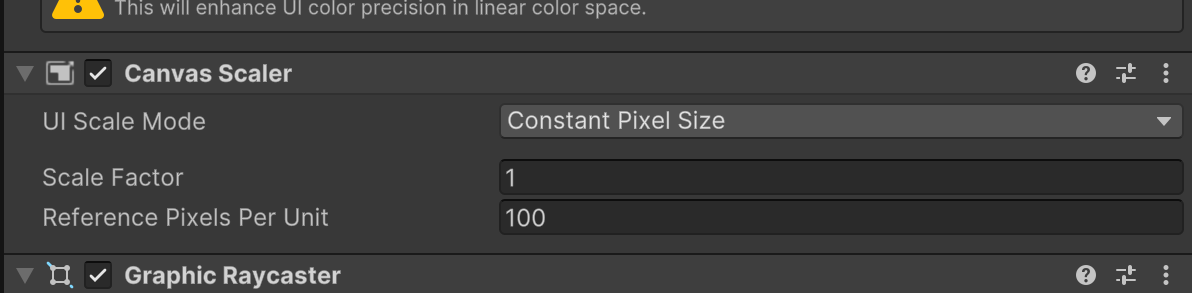 This will enhance UI color precision in linear color space.
Canvas Scaler
UI Scale Mode Constant Pixel Size
Scale Factor 1
Reference Pixels Per Unit 100
Graphic Raycaster